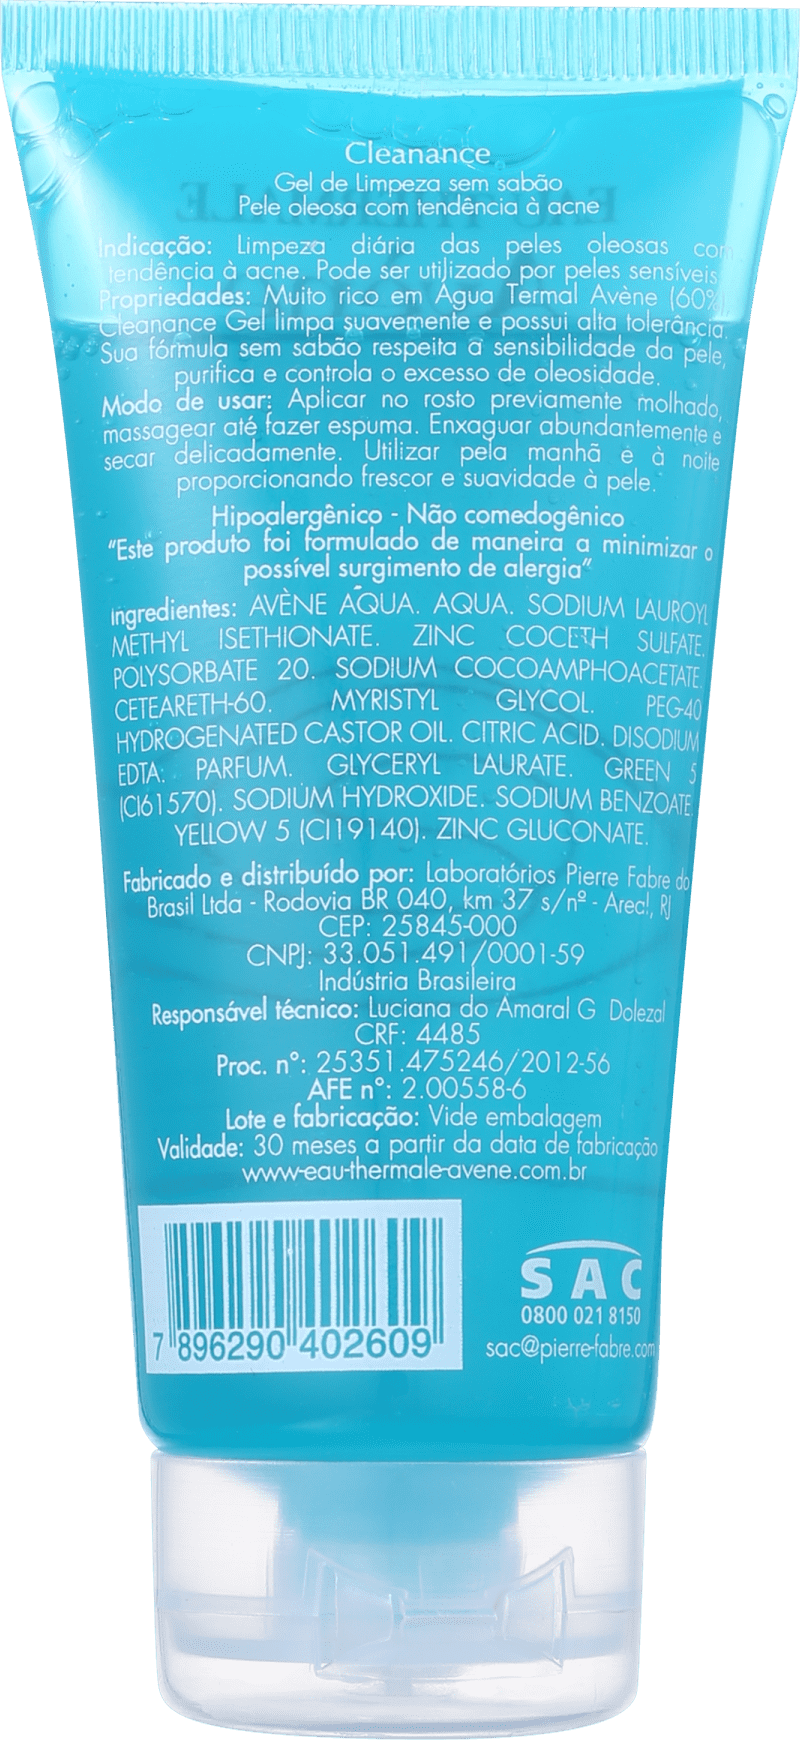 Cleanance
Gel de Limpeza sem sabão
Pele oleosa com tendência à acne
EAU THERMALE
Avène
Indicação: Limpeza diária das peles oleosas com
tendência à acne. Pode ser utilizado por peles sensíveis.
Propriedades: Muito rico em Água Termal Avène (60%)
Cleanance Gel limpa suavemente e possui alta tolerância.
Sua fórmula sem sabão respeita a sensibilidade da pele,
purifica e controla o excesso de oleosidade.
Modo de usar: Aplicar no rosto previamente molhado,
massagear até fazer espuma. Enxaguar abundantemente e
secar delicadamente. Utilizar pela manhã e à noite
proporcionando frescor e suavidade à pele.
Hipoalergênico - Não comedogênico
“Este produto foi formulado de maneira a minimizar o
possível surgimento de alergia”
Ingredientes: AVÈNE AQUA. AQUA. SODIUM LAUROYL
METHYL ISETHIONATE. ZINC COCETH SULFATE.
POLYSORBATE 20. SODIUM COCOAMPHOACETATE.
CETEARETH-60. MYRISTYL GLYCOL. PEG-40
HYDROGENATED CASTOR OIL. CITRIC ACID. DISODIUM
EDTA. PARFUM. GLYCERYL LAURATE. GREEN 5
(CI61570). SODIUM HYDROXIDE. SODIUM BENZOATE.
YELLOW 5 (CI19140). ZINC GLUCONATE.
Fabricado e distribuído por: Laboratórios Pierre Fabre do
Brasil Ltda - Rodovia BR 040, km 37 s/nº - Areal, RJ
CEP: 25845-000
CNPJ: 33.051.491/0001-59
Indústria Brasileira
Responsável técnico: Luciana do Amaral G Dolezal
CRF: 4485
Proc. n°: 25351.475246/2012-56
AFE n°: 2.00558-6
Lote e fabricação: Vide embalagem
Validade: 30 meses a partir da data de fabricação
www.eau-thermale-avene.com.br
7 896290 402609
SAC
0800 021 8150
sac@pierre-fabre.com